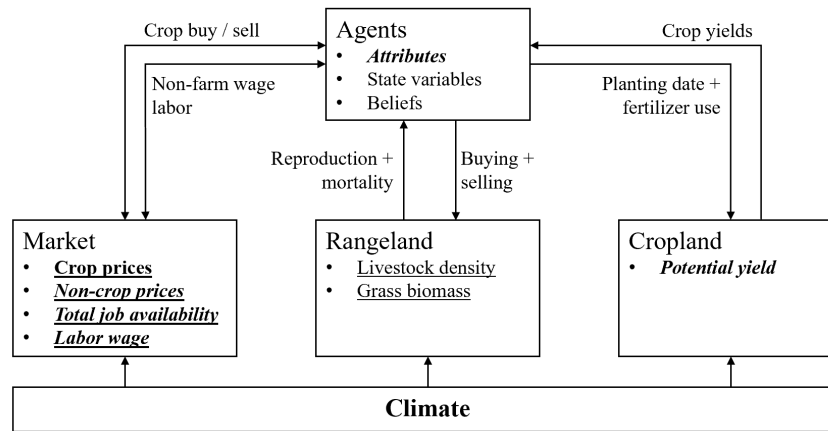 Crop buy / sell
Agents
• Attributes
• State variables
• Beliefs
Crop yields
Non-farm wage
labor
Planting date +
fertilizer use
Reproduction +
mortality
Buying +
selling
Market
• Crop prices
• Non-crop prices
• Total job availability
• Labor wage
Rangeland
• Livestock density
• Grass biomass
Cropland
• Potential yield
Climate